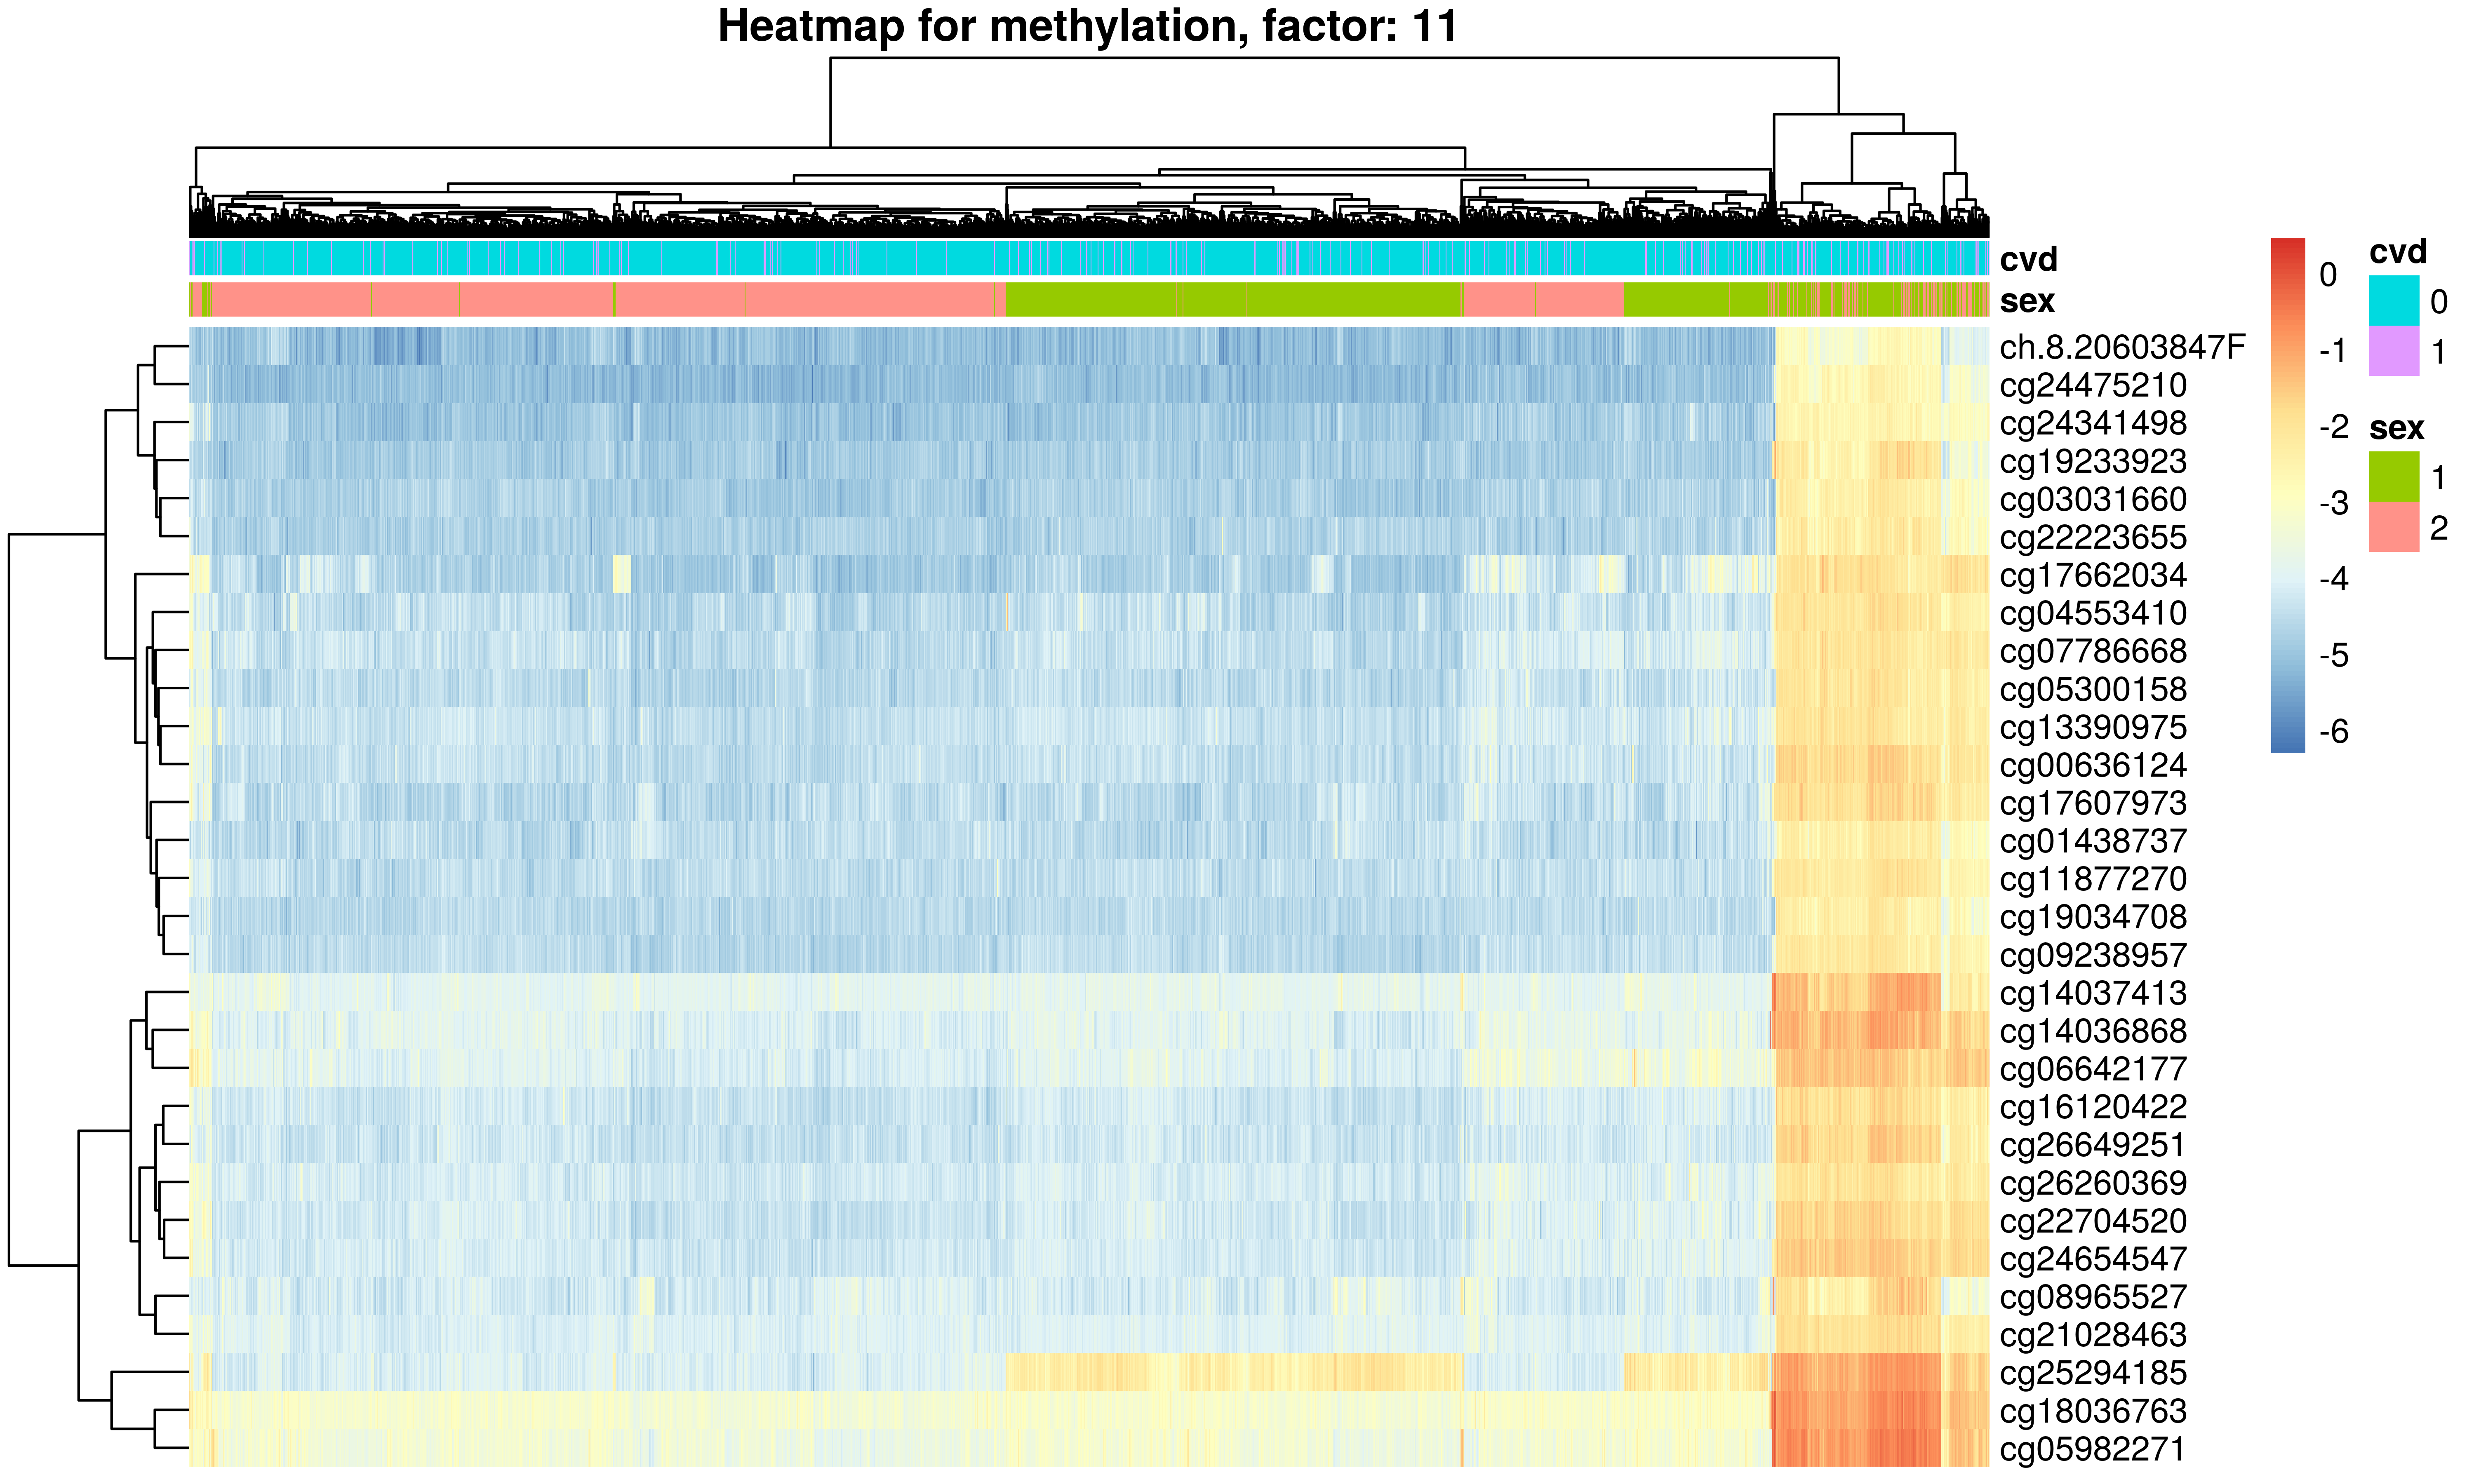 Heatmap for methylation, factor: 11
cvd
sex
ch.8.20603847F
cg24475210
cg24341498
cg19233923
cg03031660
cg22223655
cg17662034
cg04553410
cg07786668
cg05300158
cg13390975
cg00636124
cg17607973
cg01438737
cg11877270
cg19034708
cg09238957
cg14037413
cg14036868
cg06642177
cg16120422
cg26649251
cg26260369
cg22704520
cg24654547
cg08965527
cg21028463
cg25294185
cg18036763
cg05982271
0
-1
-2
-3
-4
-5
-6
cvd
0
1
sex
1
2